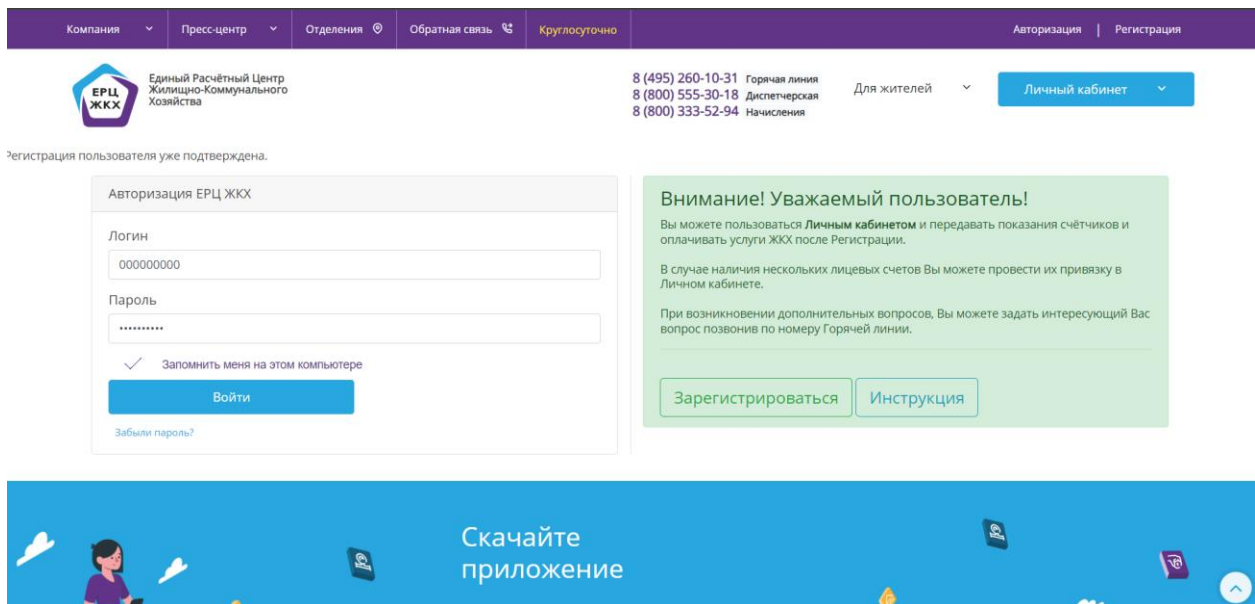 Компания
Пресс-центр
Отделения
Обратная связь
Круглосуточно
Авторизация | Регистрация
ЕРЦ
ЖКХ
Единый Расчётный Центр
Жилищно-Коммунального
Хозяйства
8 (495) 260-10-31 Горячая линия
8 (800) 555-30-18 Диспетчерская
8 (800) 333-52-94 Начисления
Для жителей
Личный кабинет
Регистрация пользователя уже подтверждена.
Авторизация ЕРЦ ЖКХ
Логин
000000000
Пароль
••••••••••
Запомнить меня на этом компьютере
Войти
Забыли пароль?
Внимание! Уважаемый пользователь!
Вы можете пользоваться Личным кабинетом и передавать показания счётчиков и
оплачивать услуги ЖКХ после Регистрации.
В случае наличия нескольких лицевых счетов Вы можете провести их привязку в
Личном кабинете.
При возникновении дополнительных вопросов, Вы можете задать интересующий Вас
вопрос позвонив по номеру Горячей линии.
Зарегистрироваться
Инструкция
Скачайте
приложение